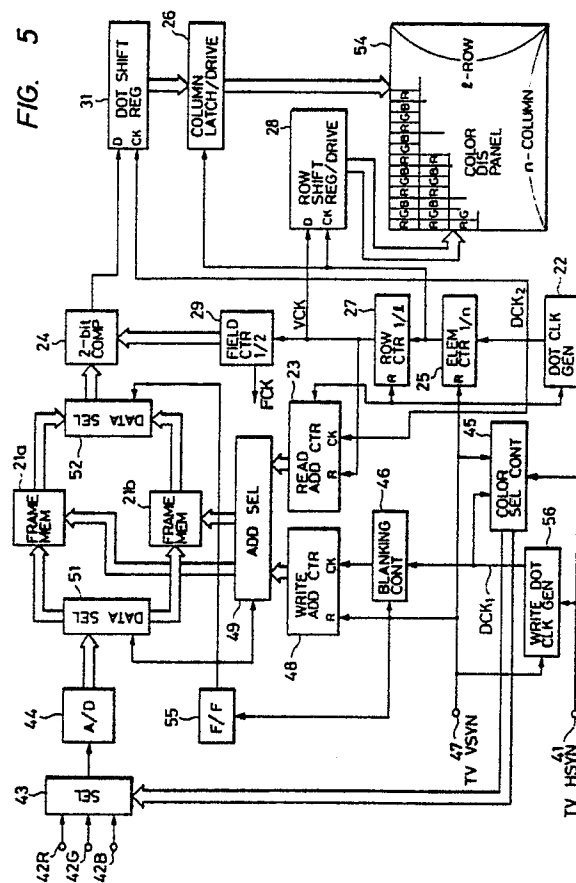 FIG. 5
42R
42G
42B
43
SEL
44
A/D
51
DATA SEL
21a
FRAME
MEM
21b
FRAME
MEM
52
DATA SEL
24
2-bit
COMP
31
DOT SHIFT
REG
D
CK
26
COLUMN
LATCH/DRIVE
55
F/F
49
ADD SEL
48
WRITE
ADD CTR
R
CK
23
READ
ADD CTR
R
CK
29
FIELD
CTR
1/2
FCK
VCK
28
ROW
SHIFT
REG/DRIVE
D
CK
46
BLANKING
CONT
27
ROW
CTR 1/ℓ
R
25
ELEM
CTR 1/n
R
DCK2
22
DOT CLK
GEN
54
RGBRGBRGBR GBR
RGBRGBR
RG
COLOR
DIS
PANEL
ℓ-ROW
n-COLUMN
47
TV VSYN
DCK1
45
COLOR
SEL CONT
56
WRITE DOT
CLK GEN
41
TV HSYN